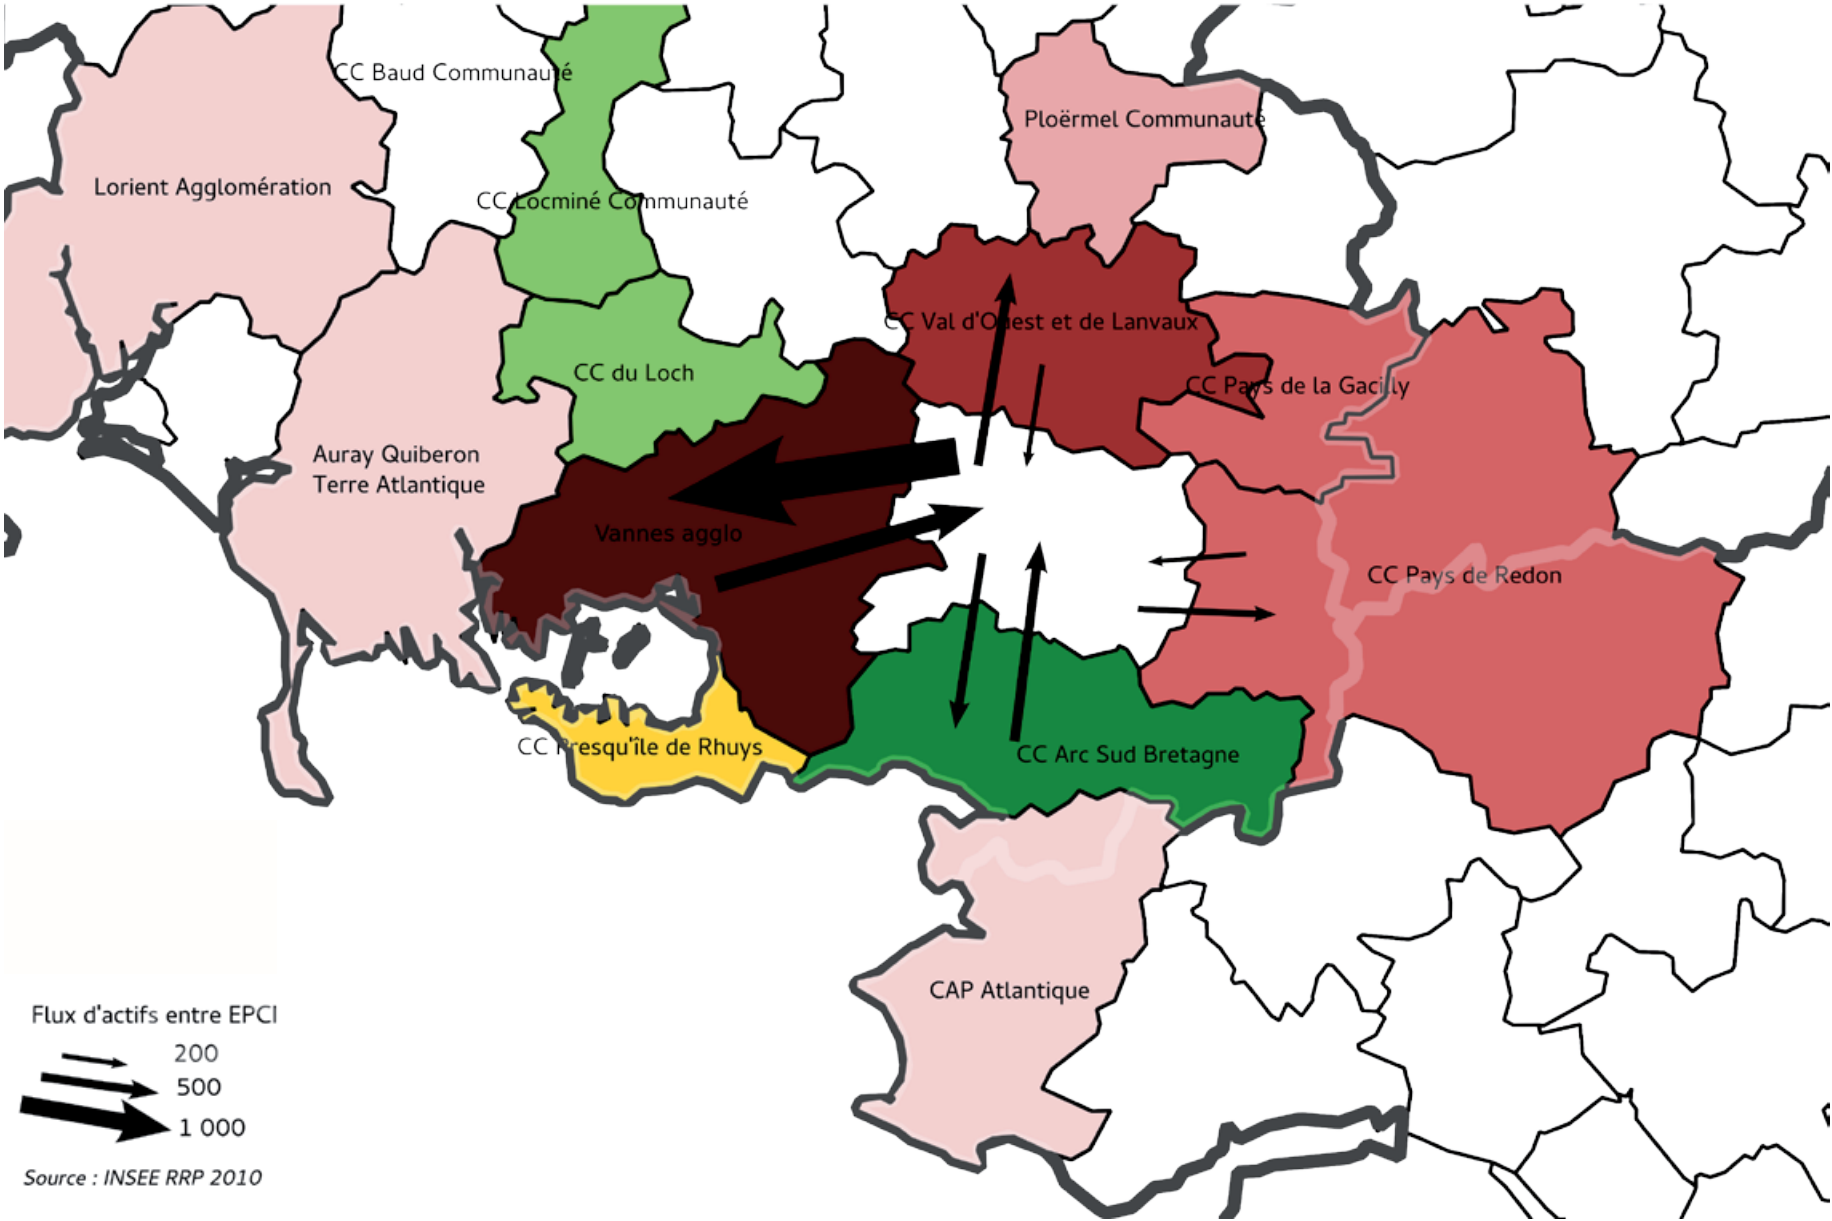 CC Baud Communauté
Ploërmel Communauté
Lorient Agglomération
CC Locminé Communauté
CC Val d'Oust et de Lanvaux
CC du Loch
CC Pays de la Gacilly
Auray Quiberon
Terre Atlantique
Vannes agglo
CC Pays de Redon
CC Presqu'île de Rhuys
CC Arc Sud Bretagne
CAP Atlantique
Flux d'actifs entre EPCI
200
500
1 000
Source : INSEE RRP 2010